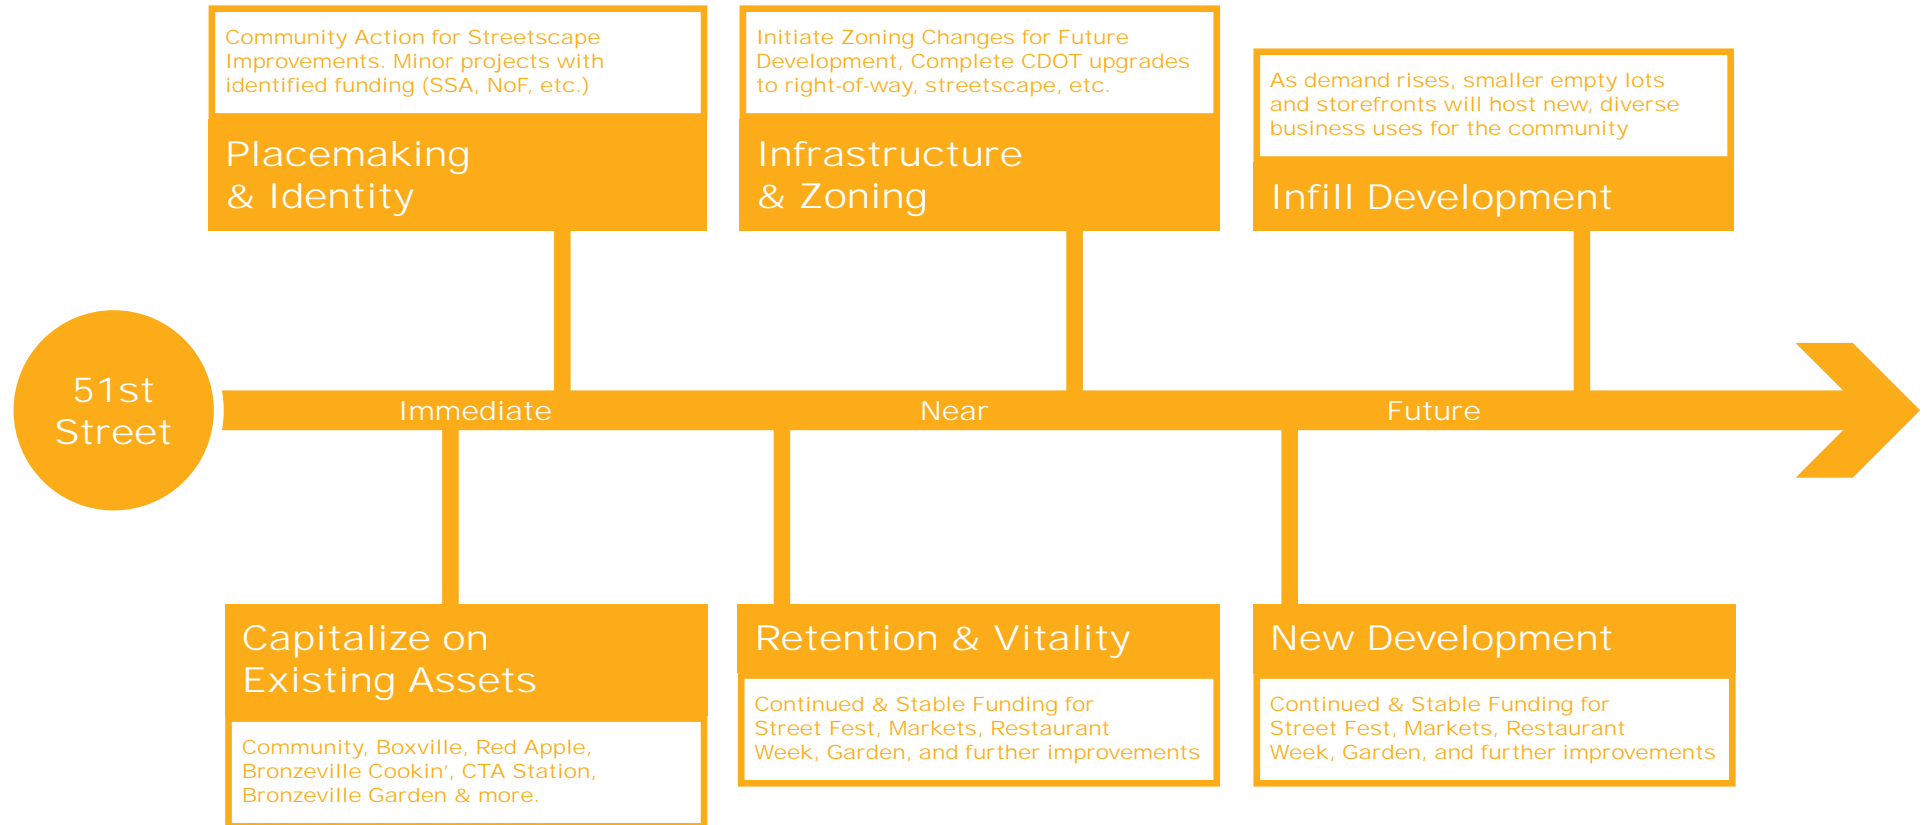 Community Action for Streetscape
Improvements. Minor projects with
identified funding (SSA, NoF, etc.)
Placemaking
& Identity
Initiate Zoning Changes for Future
Development, Complete CDOT upgrades
to right-of-way, streetscape, etc.
Infrastructure
& Zoning
As demand rises, smaller empty lots
and storefronts will host new, diverse
business uses for the community
Infill Development
51st
Street
Immediate
Near
Future
Capitalize on
Existing Assets
Community, Boxville, Red Apple,
Bronzeville Cookin’, CTA Station,
Bronzeville Garden & more.
Retention & Vitality
Continued & Stable Funding for
Street Fest, Markets, Restaurant
Week, Garden, and further improvements
New Development
Continued & Stable Funding for
Street Fest, Markets, Restaurant
Week, Garden, and further improvements